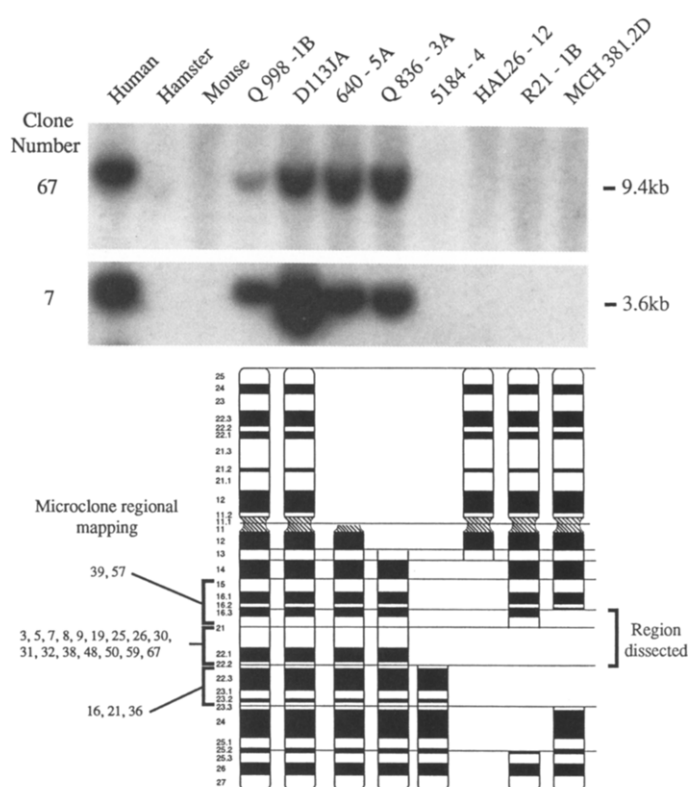 Human
Hamster
Mouse
Q 998 -1B
D113JA
640 - 5A
Q 836 - 3A
5184 - 4
HAL26 - 12
R21 - 1B
MCH 381.2D
Clone
Number
67
9.4kb
7
3.6kb
25
24
23
22.3
22.2
22.1
21.3
21.2
21.1
12
11.2
11.1
11
12
13
14
15
16.1
16.2
16.3
21
22.1
22.2
22.3
23.1
23.2
23.3
24
25.1
25.2
25.3
26
27
Microclone regional
mapping
39, 57
3, 5, 7, 8, 9, 19, 25, 26, 30,
31, 32, 38, 48, 50, 59, 67
16, 21, 36
Region
dissected